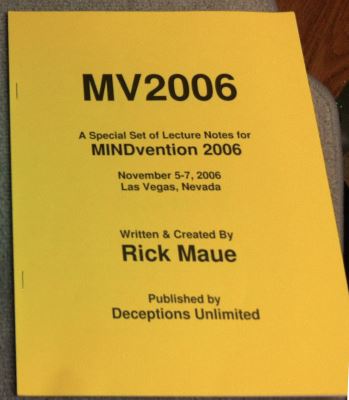 MV2006
A Special Set of Lecture Notes for
MINDvention 2006
November 5-7, 2006
Las Vegas, Nevada
Written & Created By
Rick Maue
Published by
Deceptions Unlimited